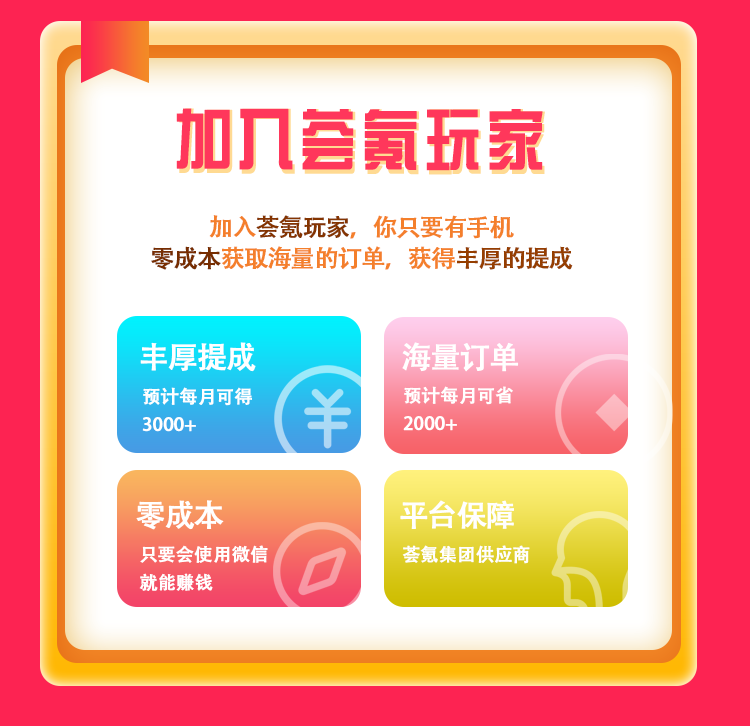 加入荟氪玩家
加入荟氪玩家，你只要有手机
零成本获取海量的订单，获得丰厚的提成
丰厚提成
预计每月可得
3000+
海量订单
预计每月可省
2000+
零成本
只要会使用微信
就能赚钱
平台保障
荟氪集团供应商